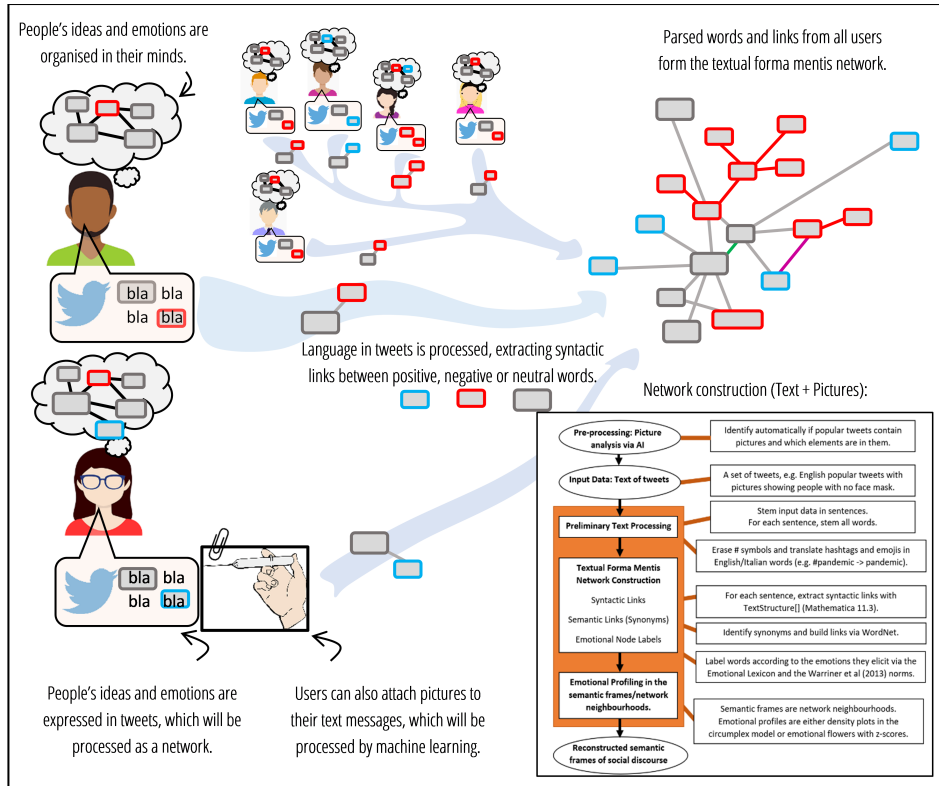 People's ideas and emotions are
organised in their minds.
Parsed words and links from all users
form the textual forma mentis network.
bla bla
bla bla
Language in tweets is processed, extracting syntactic
links between positive, negative or neutral words.
bla bla
bla bla
People's ideas and emotions are
expressed in tweets, which will be
processed as a network.
Users can also attach pictures to
their text messages, which will be
processed by machine learning.
Network construction (Text + Pictures):
Pre-processing: Picture
analysis via AI
Identify automatically if popular tweets contain
pictures and which elements are in them.
Input Data: Text of tweets
A set of tweets, e.g. English popular tweets with
pictures showing people with no face mask.
Preliminary Text Processing
Stem input data in sentences.
For each sentence, stem all words.
Erase # symbols and translate hashtags and emojis in
English/Italian words (e.g. #pandemic -> pandemic).
Textual Forma Mentis
Network Construction
Syntactic Links
Semantic Links (Synonyms)
Emotional Node Labels
For each sentence, extract syntactic links with
TextStructure[] (Mathematica 11.3).
Identify synonyms and build links via WordNet.
Label words according to the emotions they elicit via the
Emotional Lexicon and the Warriner et al (2013) norms.
Emotional Profiling in the
semantic frames/network
neighbourhoods.
Semantic frames are network neighbourhoods.
Emotional profiles are either density plots in the
circumplex model or emotional flowers with z-scores.
Reconstructed semantic
frames of social discourse